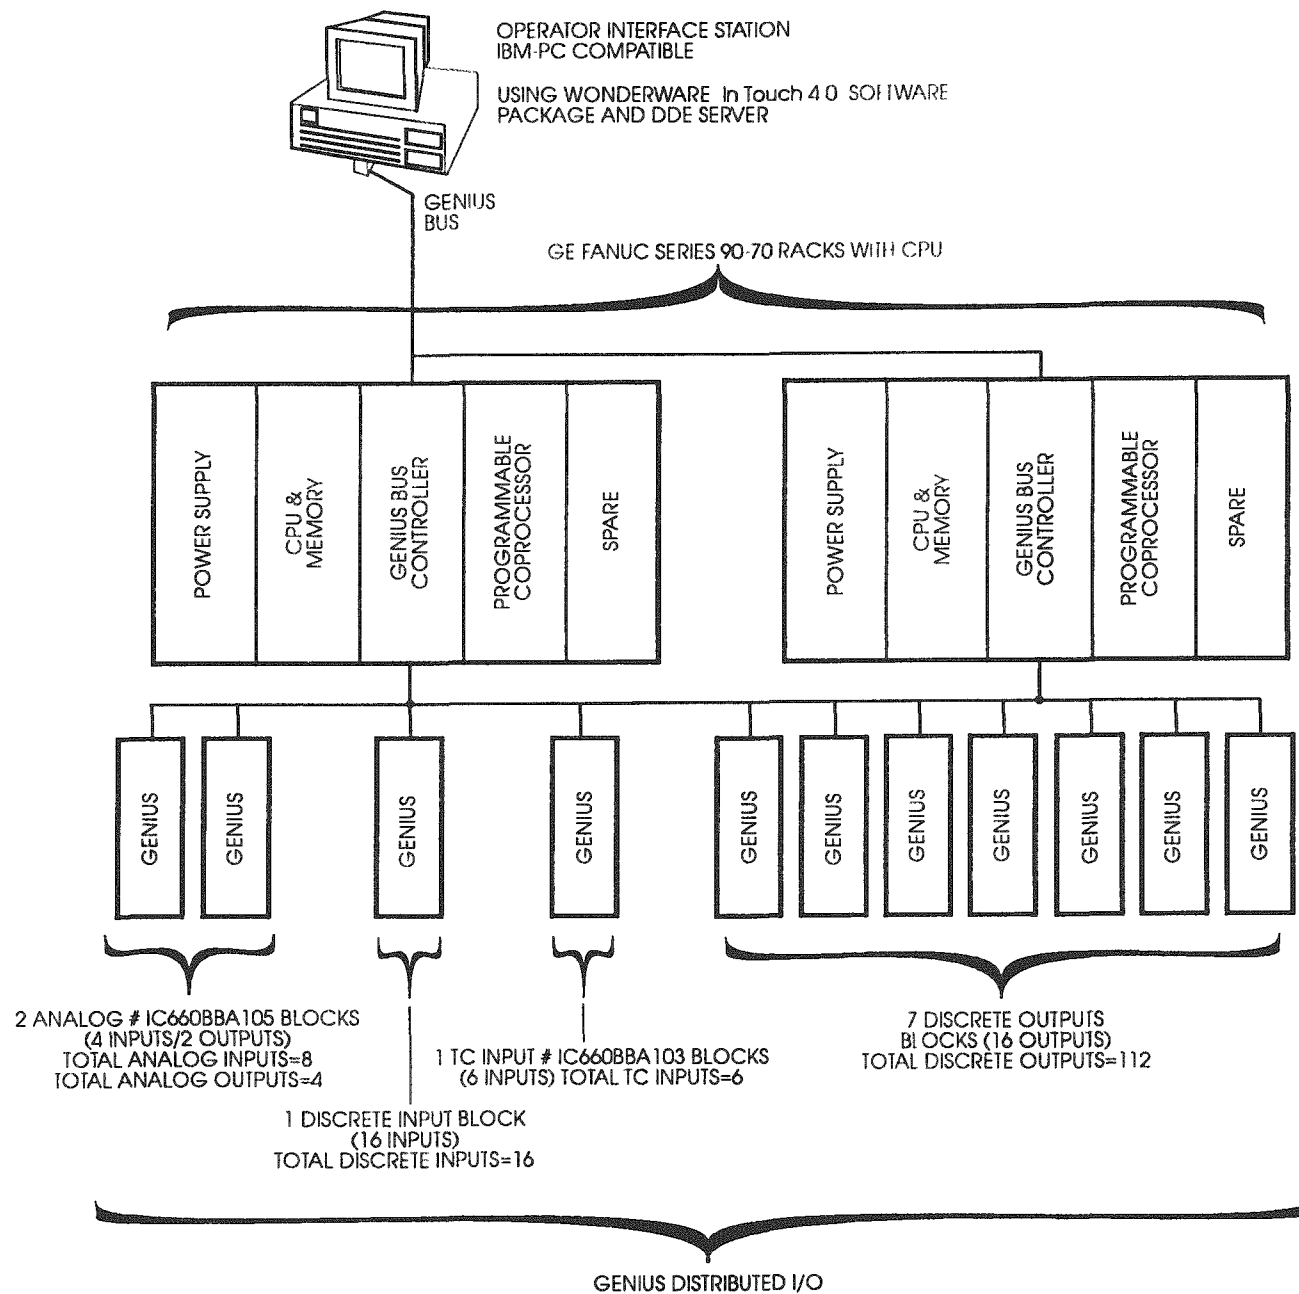 OPERATOR INTERFACE STATION
IBM-PC COMPATIBLE
USING WONDERWARE In Touch 4 0 SOFTWARE
PACKAGE AND DDE SERVER
GENIUS
BUS
GE FANUC SERIES 90-70 RACKS WITH CPU
POWER SUPPLY
CPU &
MEMORY
GENIUS BUS
CONTROLLER
PROGRAMMABLE
COPROCESSOR
SPARE
POWER SUPPLY
CPU &
MEMORY
GENIUS BUS
CONTROLLER
PROGRAMMABLE
COPROCESSOR
SPARE
GENIUS
GENIUS
GENIUS
GENIUS
GENIUS
GENIUS
GENIUS
GENIUS
GENIUS
GENIUS
GENIUS
2 ANALOG # IC660BBA105 BLOCKS
(4 INPUTS/2 OUTPUTS)
TOTAL ANALOG INPUTS=8
TOTAL ANALOG OUTPUTS=4
1 DISCRETE INPUT BLOCK
(16 INPUTS)
TOTAL DISCRETE INPUTS=16
1 TC INPUT # IC660BBA103 BLOCKS
(6 INPUTS) TOTAL TC INPUTS=6
7 DISCRETE OUTPUTS
BLOCKS (16 OUTPUTS)
TOTAL DISCRETE OUTPUTS=112
GENIUS DISTRIBUTED I/O